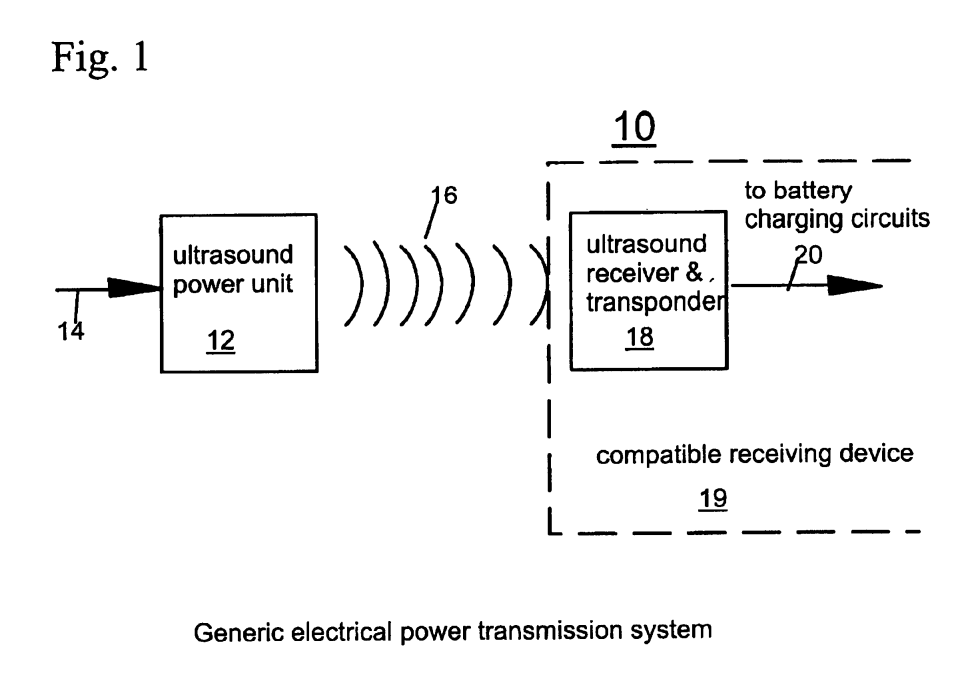 Fig. 1
10
16
to battery
charging circuits
20
ultrasound
power unit
12
14
ultrasound
receiver &
transponder
18
compatible receiving device
19
Generic electrical power transmission system